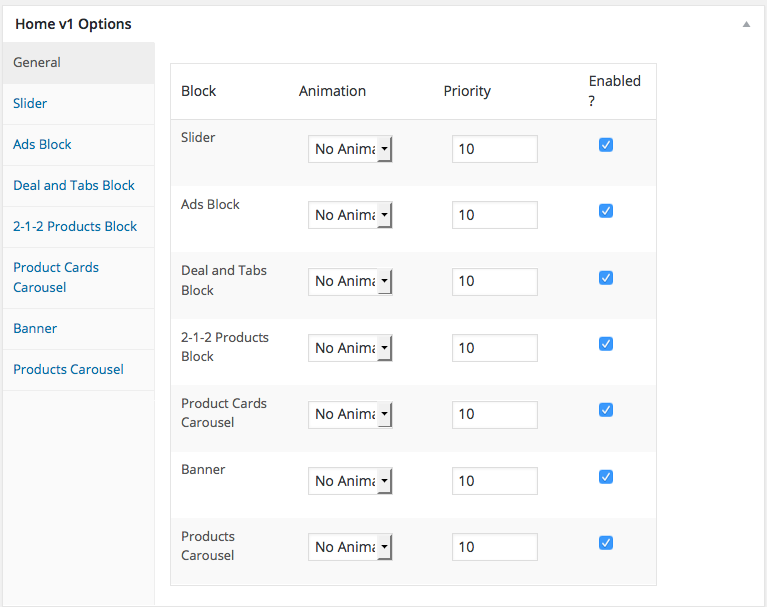 Home v1 Options
General
Slider
Ads Block
Deal and Tabs Block
2-1-2 Products Block
Product Cards
Carousel
Banner
Products Carousel
Block Animation Priority Enabled
?
Slider No Anima 10
Ads Block No Anima 10
Deal and Tabs
Block No Anima 10
2-1-2 Products
Block No Anima 10
Product Cards
Carousel No Anima 10
Banner No Anima 10
Products
Carousel No Anima 10